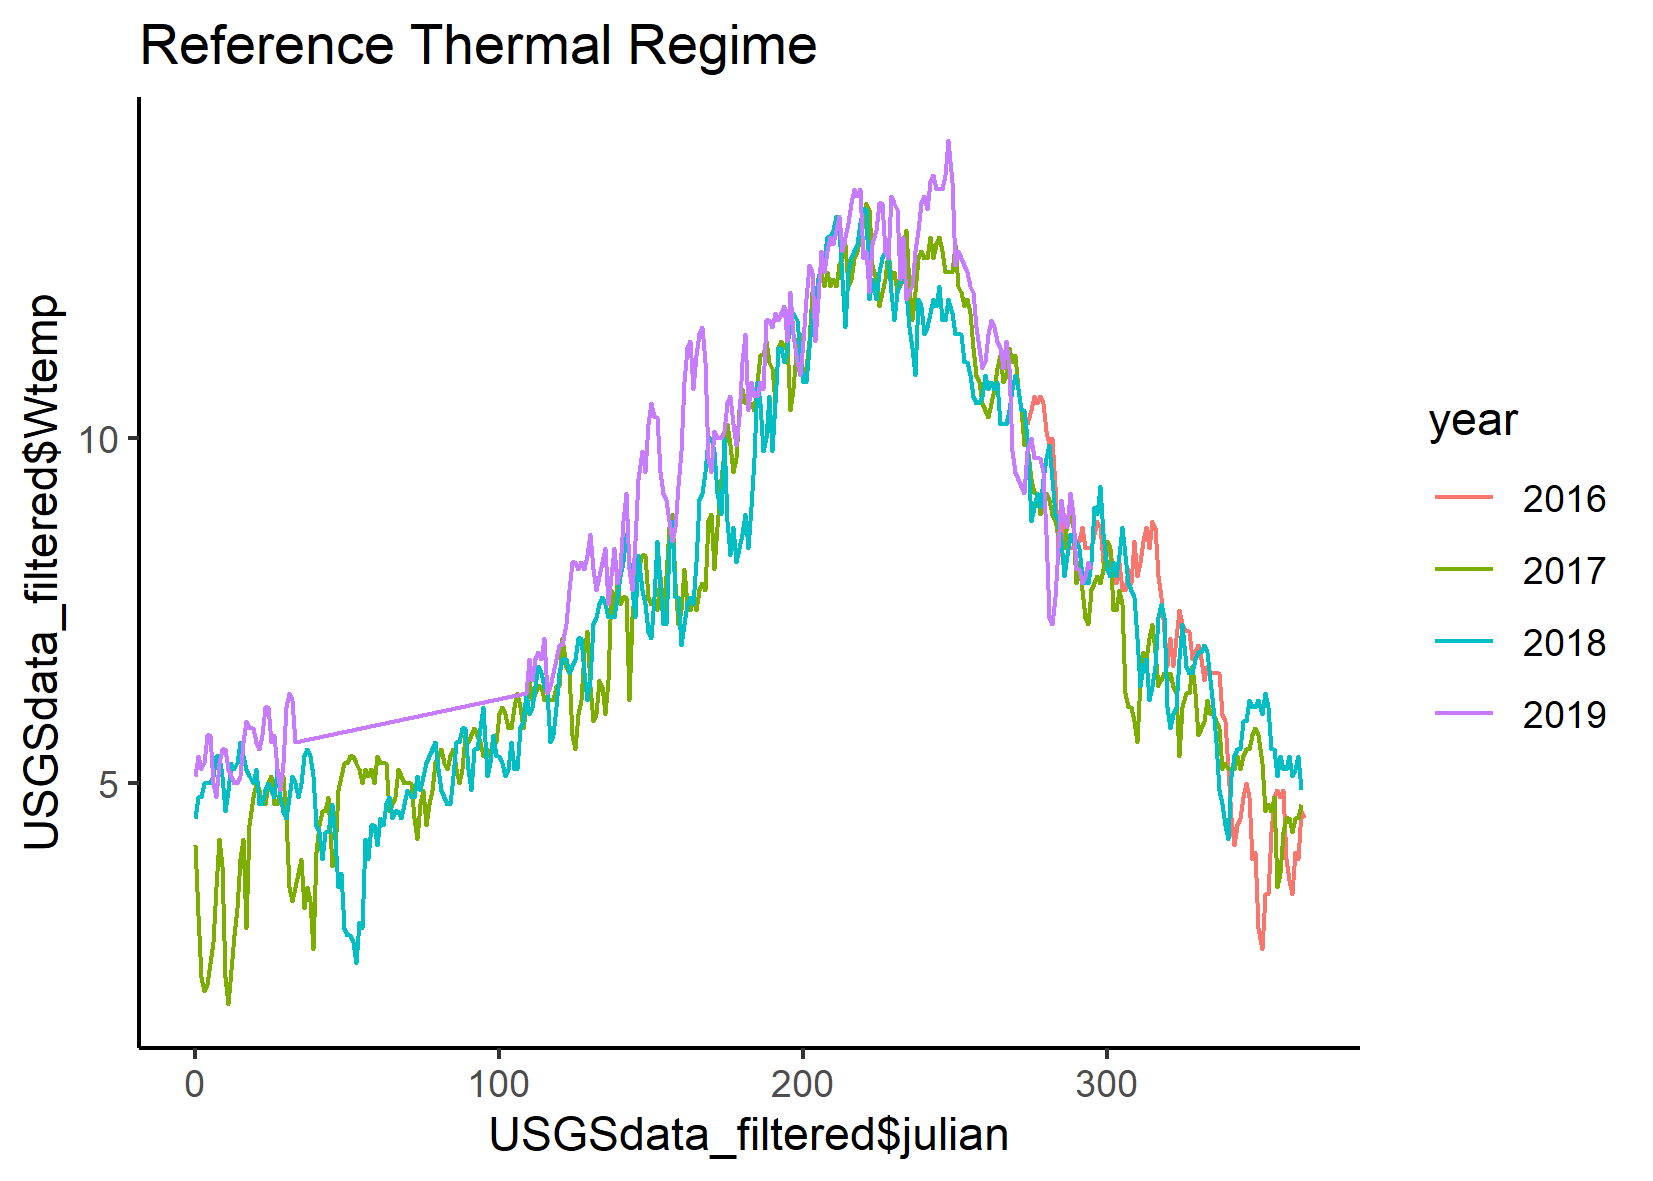 Reference Thermal Regime
USGSdata_filtered$Wtemp
10
5
0
100
200
300
USGSdata_filtered$julian
year
2016
2017
2018
2019